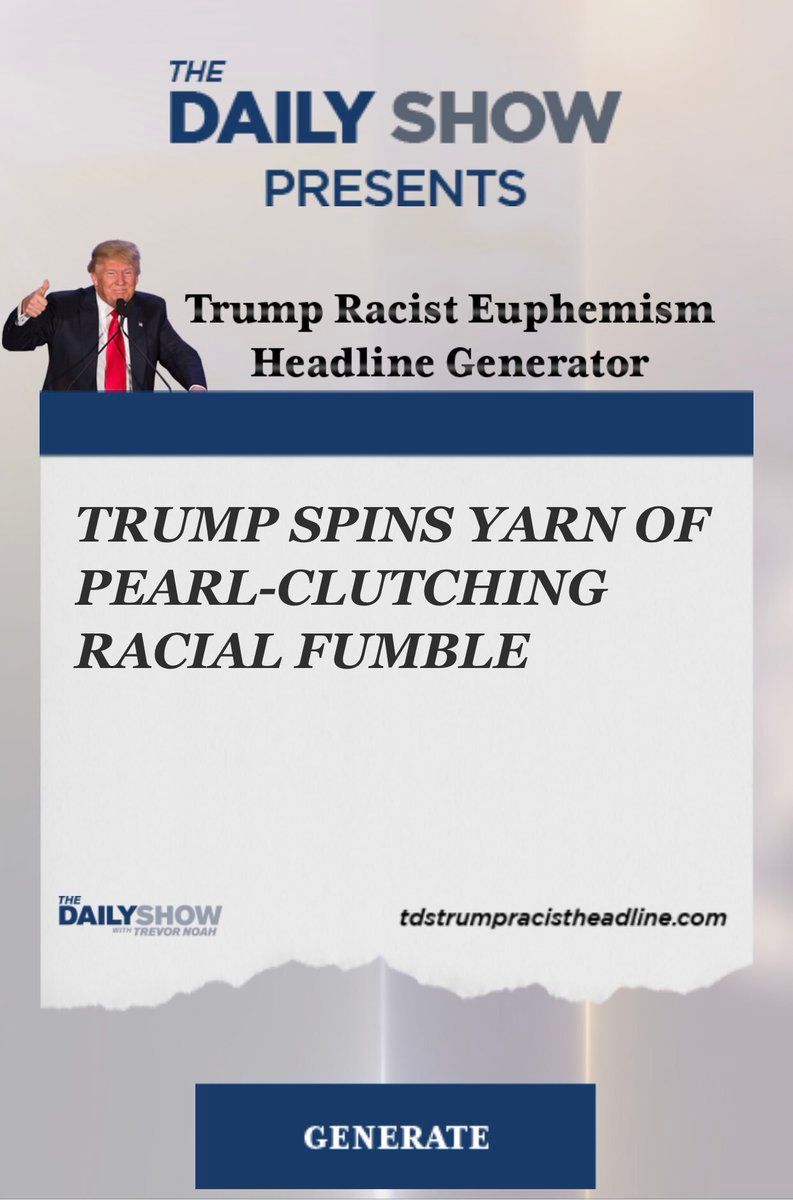 THE
DAILY SHOW
PRESENTS
Trump Racist Euphemism
Headline Generator
TRUMP SPINS YARN OF
PEARL-CLUTCHING
RACIAL FUMBLE
THE
DAILYSHOW
WITH TREVOR NOAH
tdstrumpracistheadline.com
GENERATE